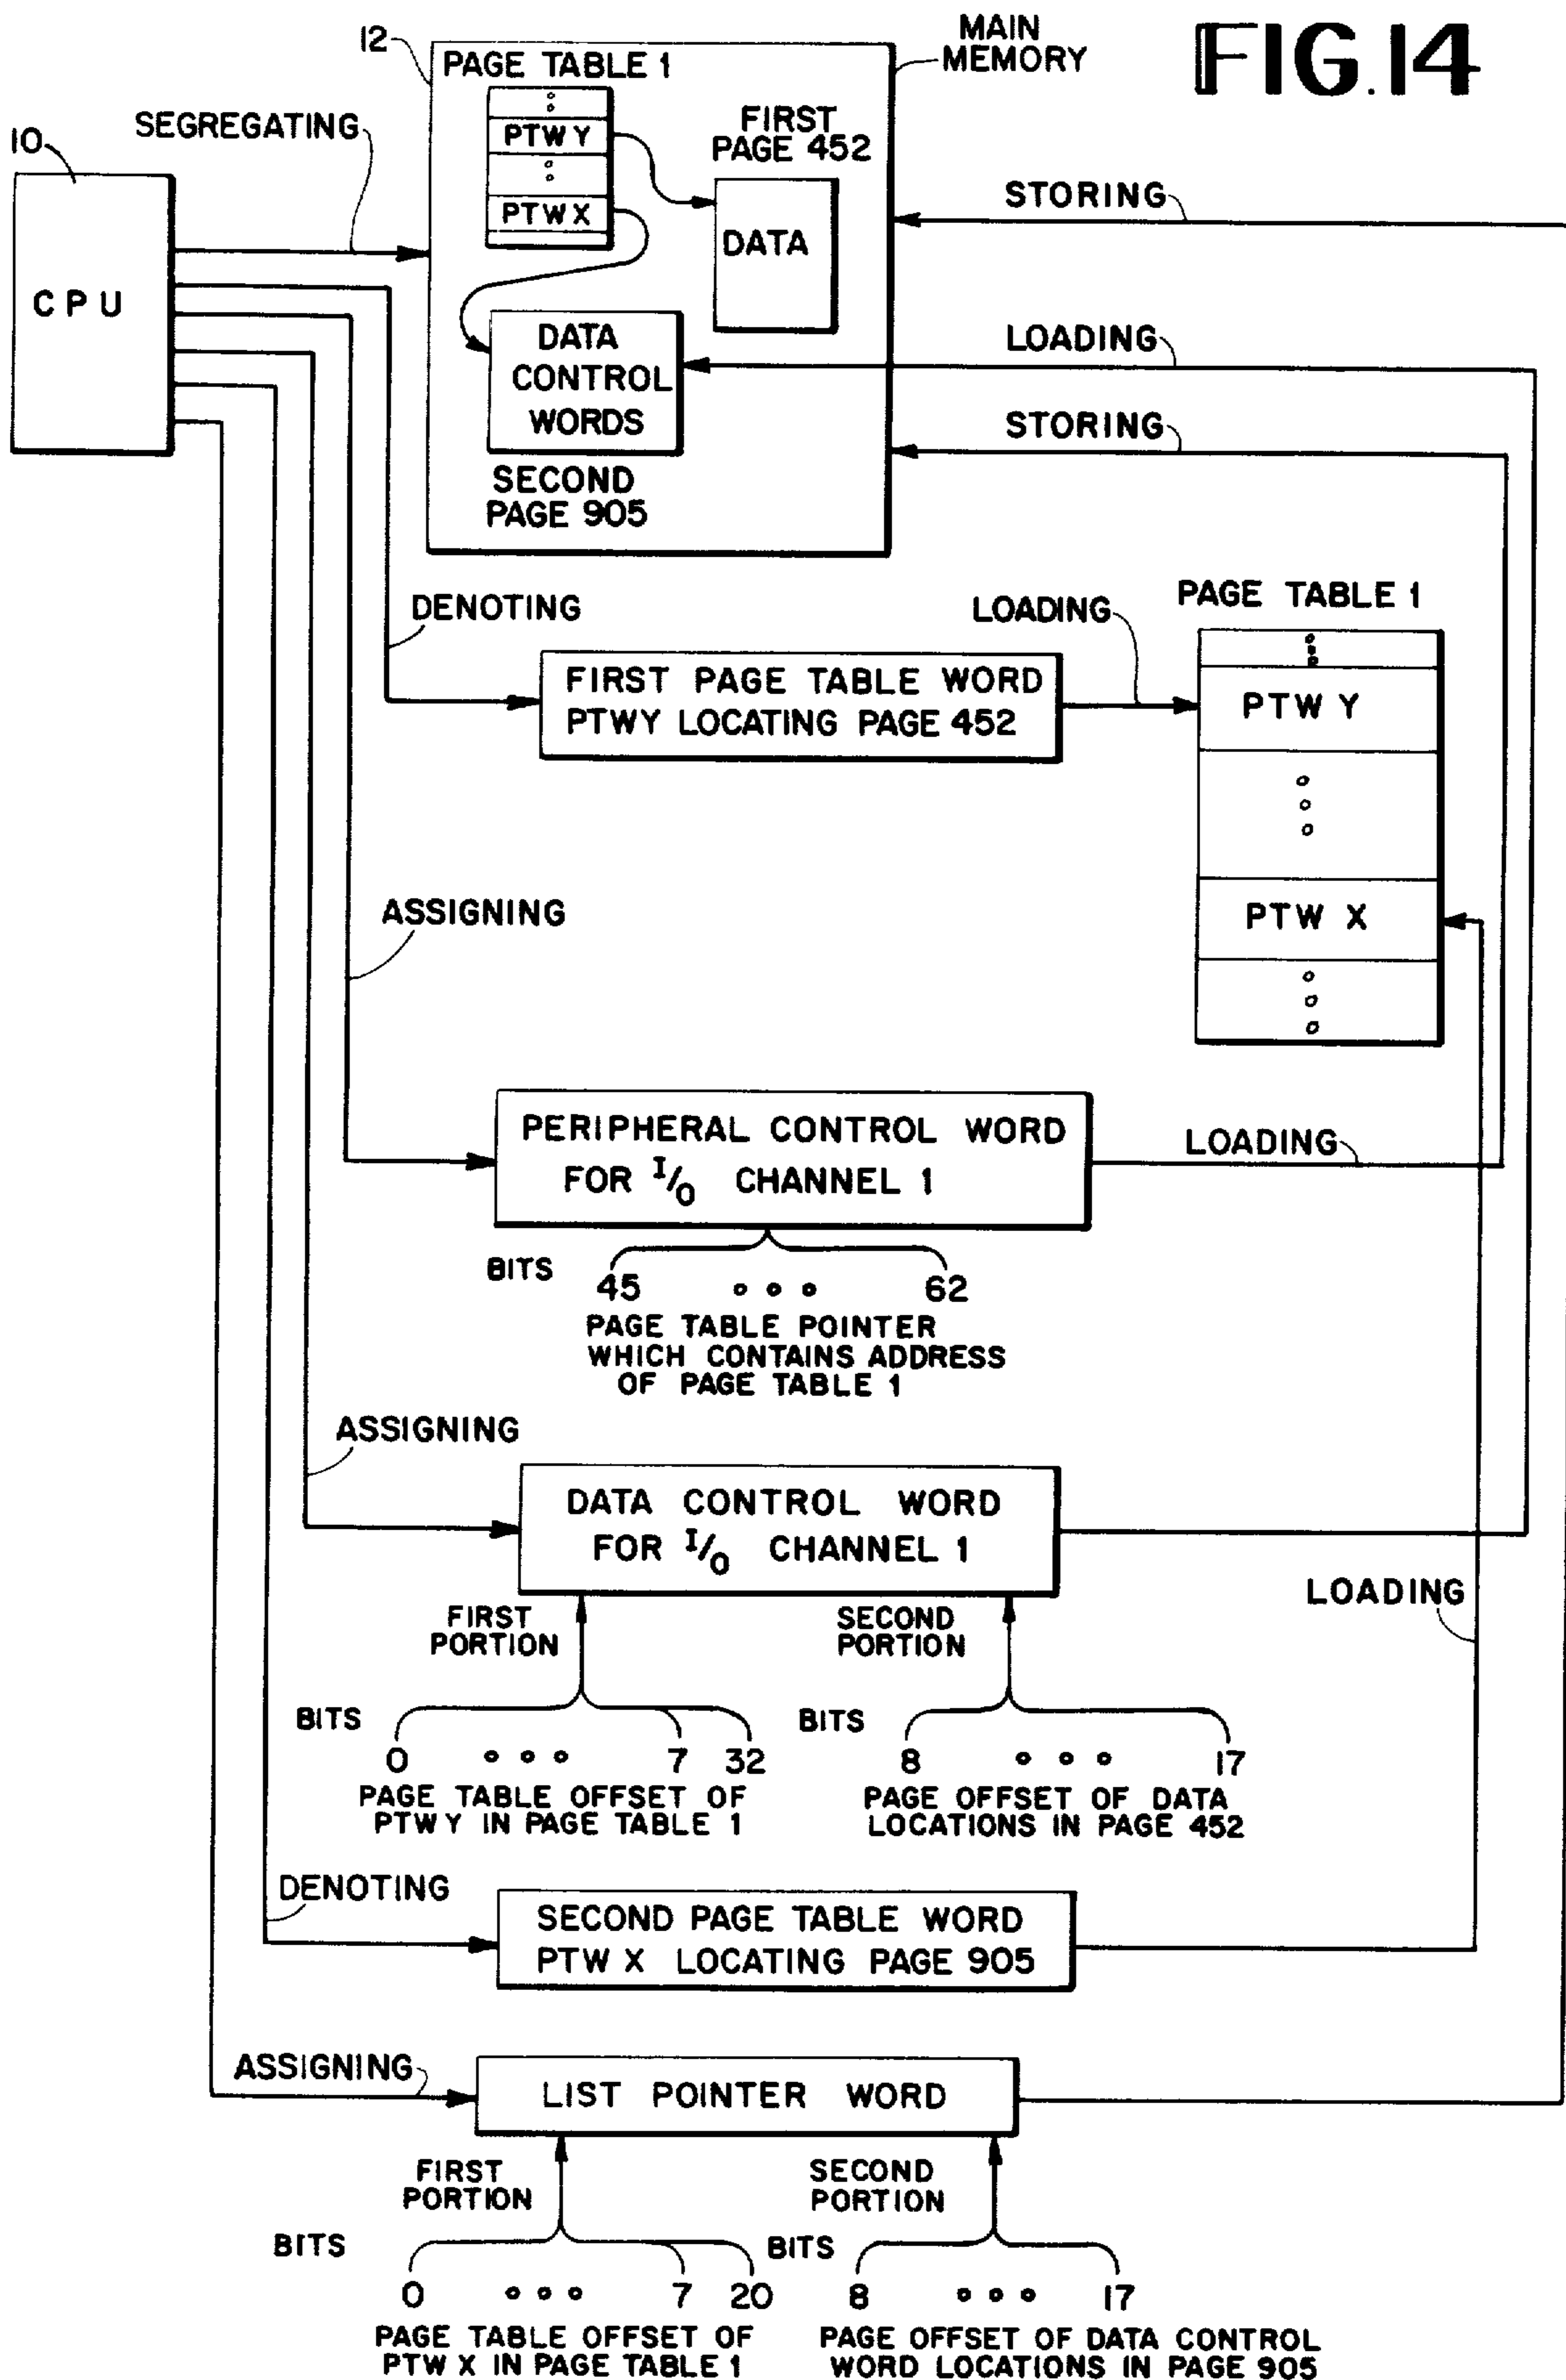 FIG. 14
12
MAIN
MEMORY
PAGE TABLE 1
PTW Y
PTW X
FIRST
PAGE 452
DATA
DATA
CONTROL
WORDS
SECOND
PAGE 905
10
CPU
SEGREGATING
STORING
LOADING
STORING
DENOTING
FIRST PAGE TABLE WORD
PTWY LOCATING PAGE 452
LOADING
PAGE TABLE 1
PTW Y
PTW X
ASSIGNING
PERIPHERAL CONTROL WORD
FOR I/O CHANNEL 1
LOADING
BITS
45 ° ° ° 62
PAGE TABLE POINTER
WHICH CONTAINS ADDRESS
OF PAGE TABLE 1
ASSIGNING
DATA CONTROL WORD
FOR I/O CHANNEL 1
LOADING
FIRST
PORTION
SECOND
PORTION
BITS
0 ° ° ° 7 32
PAGE TABLE OFFSET OF
PTWY IN PAGE TABLE 1
BITS
8 ° ° ° 17
PAGE OFFSET OF DATA
LOCATIONS IN PAGE 452
DENOTING
SECOND PAGE TABLE WORD
PTW X LOCATING PAGE 905
ASSIGNING
LIST POINTER WORD
FIRST
PORTION
SECOND
PORTION
BITS
0 ° ° ° 7 20
PAGE TABLE OFFSET OF
PTW X IN PAGE TABLE 1
BITS
8 ° ° ° 17
PAGE OFFSET OF DATA CONTROL
WORD LOCATIONS IN PAGE 905